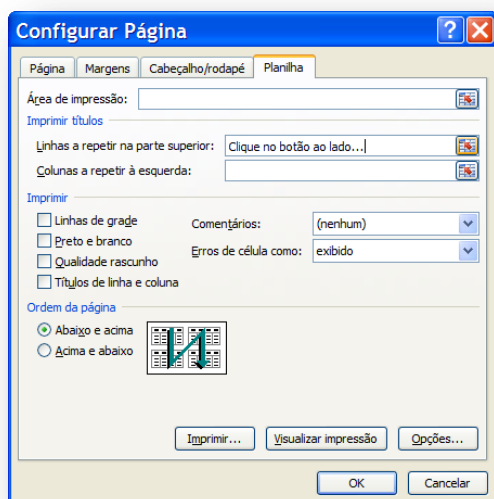 Configurar Página
Página Margens Cabeçalho/rodapé Planilha
Área de impressão:
Imprimir títulos
Linhas a repetir na parte superior: Clique no botão ao lado...
Colunas a repetir à esquerda:
Imprimir
Linhas de grade
Preto e branco
Qualidade rascunho
Títulos de linha e coluna
Comentários: (nenhum)
Erros de célula como: exibido
Ordem da página
Abaixo e acima
Acima e abaixo
Imprimir... Visualizar impressão Opções...
OK Cancelar